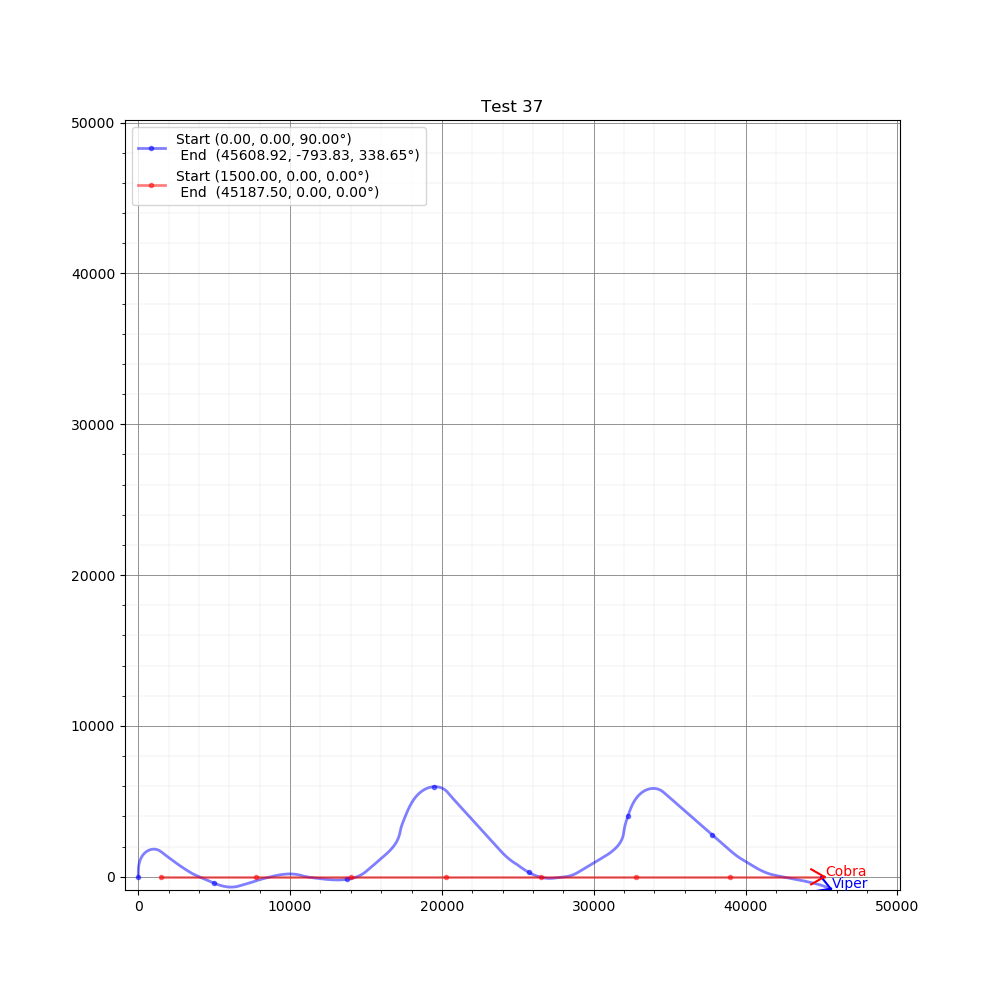 Test 37
Start (0.00, 0.00, 90.00°)
End (45608.92, -793.83, 338.65°)
Start (1500.00, 0.00, 0.00°)
End (45187.50, 0.00, 0.00°)
50000
40000
30000
20000
10000
0
Cobra
Viper
0 10000 20000 30000 40000 50000